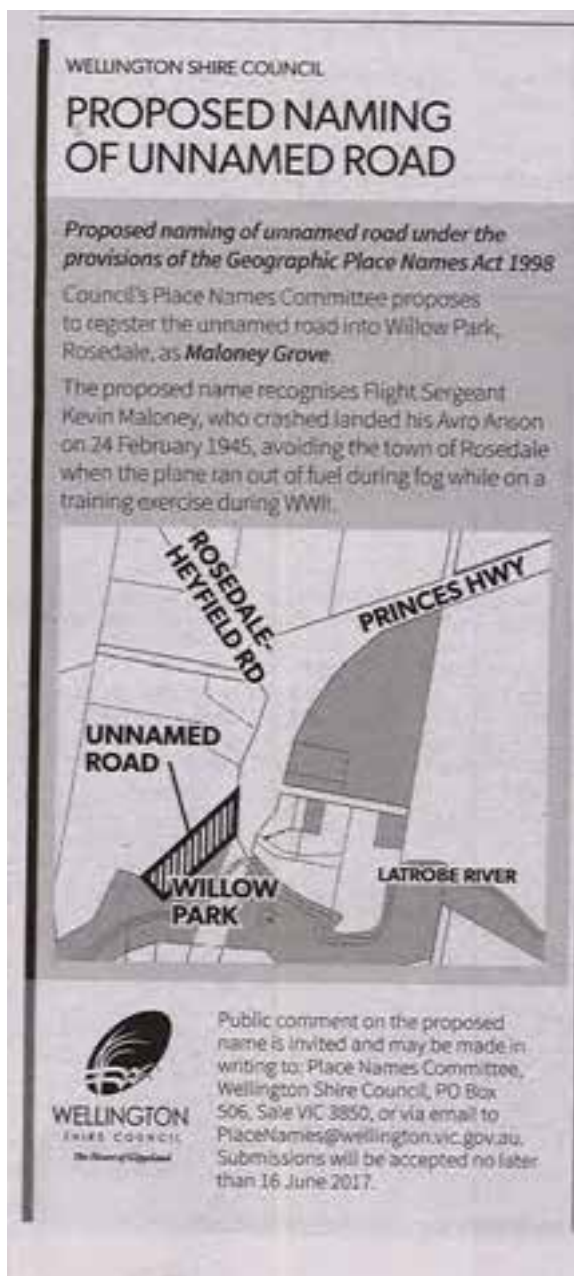 WELLINGTON SHIRE COUNCIL
PROPOSED NAMING
OF UNNAMED ROAD
Proposed naming of unnamed road under the
provisions of the Geographic Place Names Act 1998
Council's Place Names Committee proposes
to register the unnamed road into Willow Park,
Rosedale, as Maloney Grove.
The proposed name recognises Flight Sergeant
Kevin Maloney, who crashed landed his Avro Anson
on 24 February 1945, avoiding the town of Rosedale
when the plane ran out of fuel during fog while on a
training exercise during WWII.
ROSEDALE-
HEYFIELD RD
PRINCES HWY
UNNAMED
ROAD
WILLOW
PARK
LATROBE RIVER
WELLINGTON
SHIRE COUNCIL
The Heart of Gippsland
Public comment on the proposed
name is invited and may be made in
writing to: Place Names Committee,
Wellington Shire Council, PO Box
506, Sale VIC 3850, or via email to
PlaceNames@wellington.vic.gov.au.
Submissions will be accepted no later
than 16 June 2017.